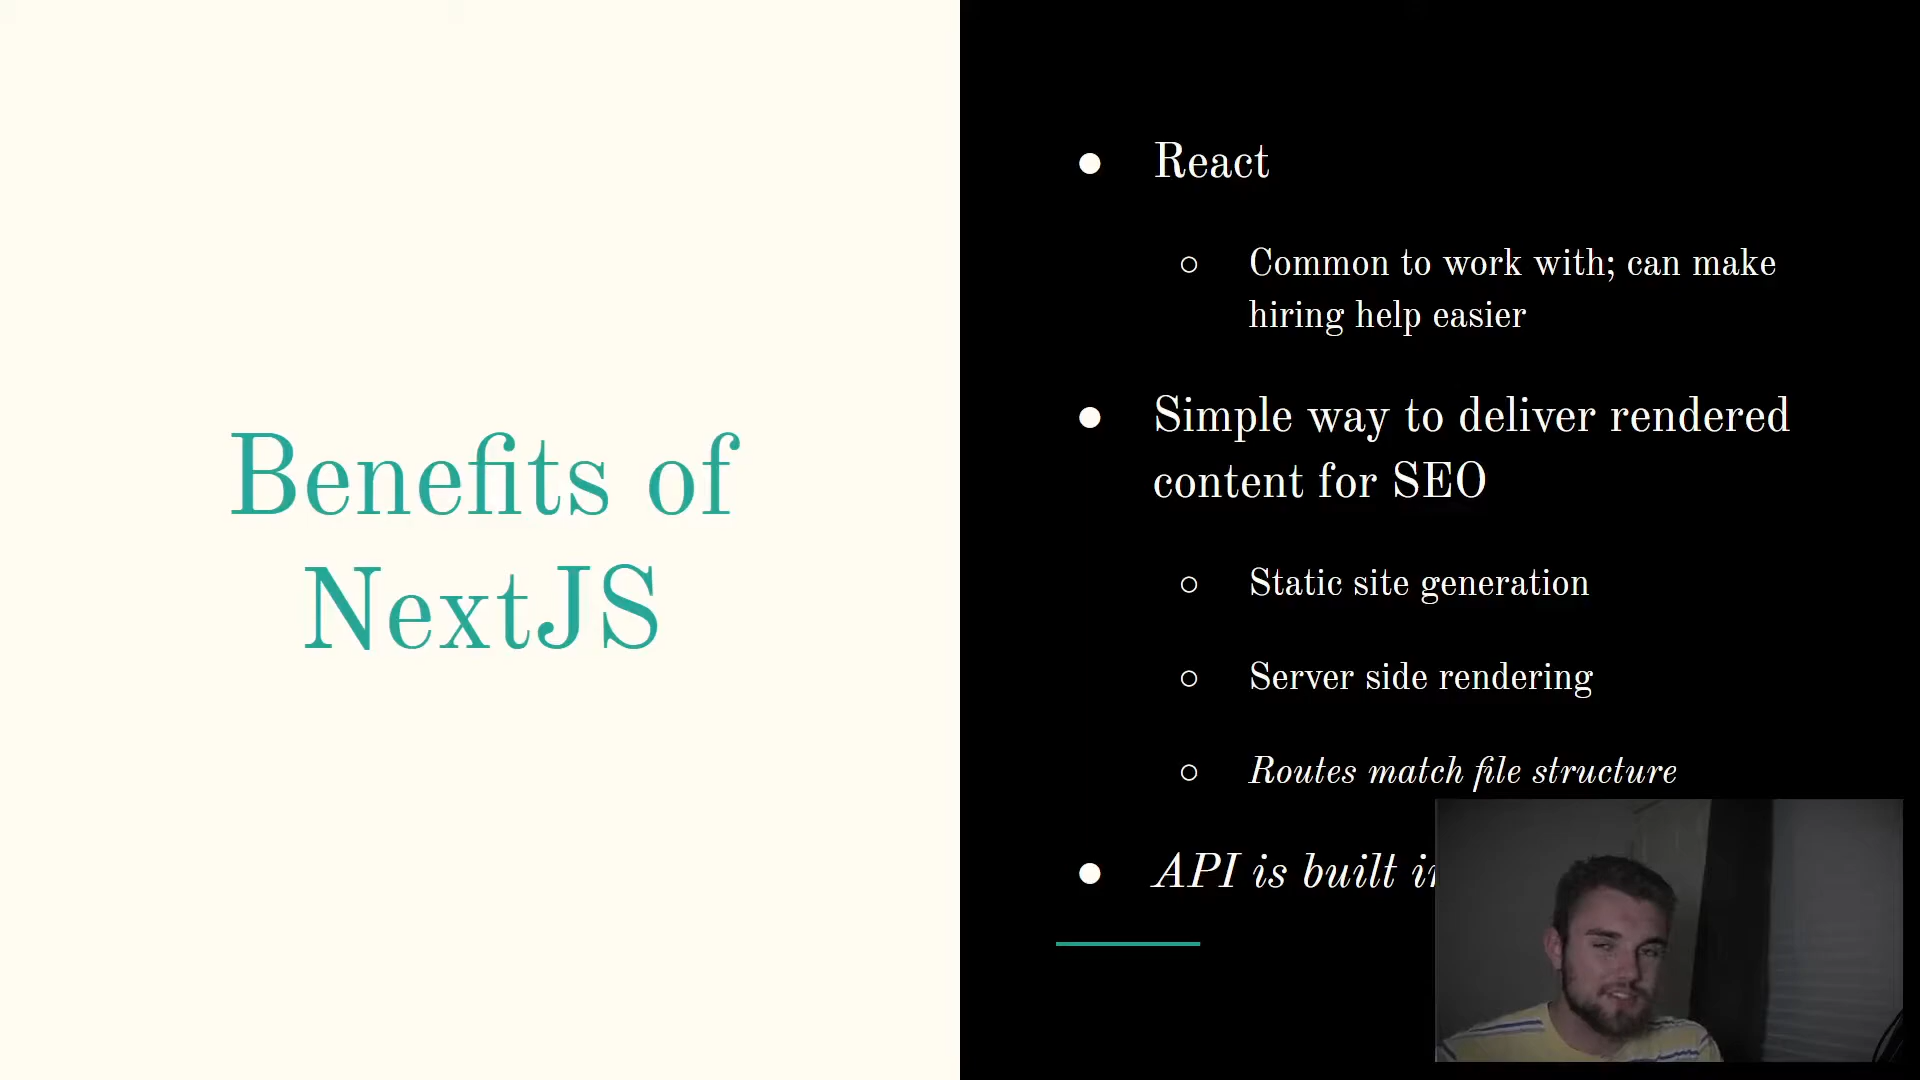 Benefits of
NextJS
● React
○ Common to work with; can make
hiring help easier
● Simple way to deliver rendered
content for SEO
○ Static site generation
○ Server side rendering
○ Routes match file structure
● API is built